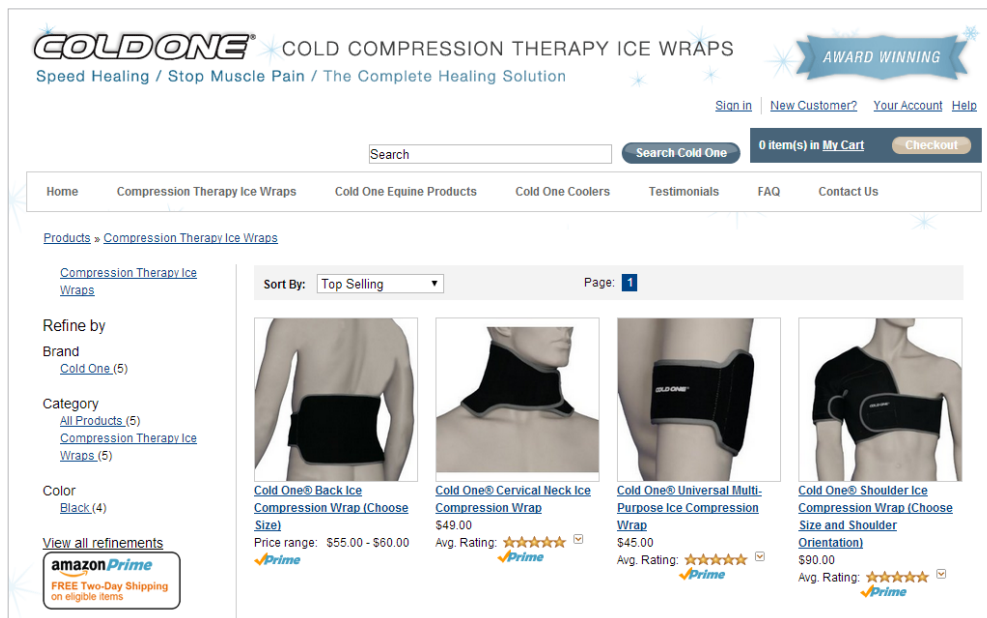 COLD ONE® COLD COMPRESSION THERAPY ICE WRAPS
Speed Healing / Stop Muscle Pain / The Complete Healing Solution
AWARD WINNING
Sign in New Customer? Your Account Help
Search Search Cold One 0 item(s) in My Cart Checkout
Home Compression Therapy Ice Wraps Cold One Equine Products Cold One Coolers Testimonials FAQ Contact Us
Products » Compression Therapy Ice Wraps
Compression Therapy Ice
Wraps
Refine by
Brand
Cold One (5)
Category
All Products (5)
Compression Therapy Ice
Wraps (5)
Color
Black (4)
View all refinements
amazonPrime
FREE Two-Day Shipping
on eligible items
Sort By: Top Selling Page: 1
Cold One® Back Ice
Compression Wrap (Choose
Size)
Price range: $55.00 - $60.00
Prime
Cold One® Cervical Neck Ice
Compression Wrap
$49.00
Avg. Rating:
Prime
COLD ONE
Cold One® Universal Multi-
Purpose Ice Compression
Wrap
$45.00
Avg. Rating:
Prime
COLD ONE
Cold One® Shoulder Ice
Compression Wrap (Choose
Size and Shoulder
Orientation)
$90.00
Avg. Rating:
Prime